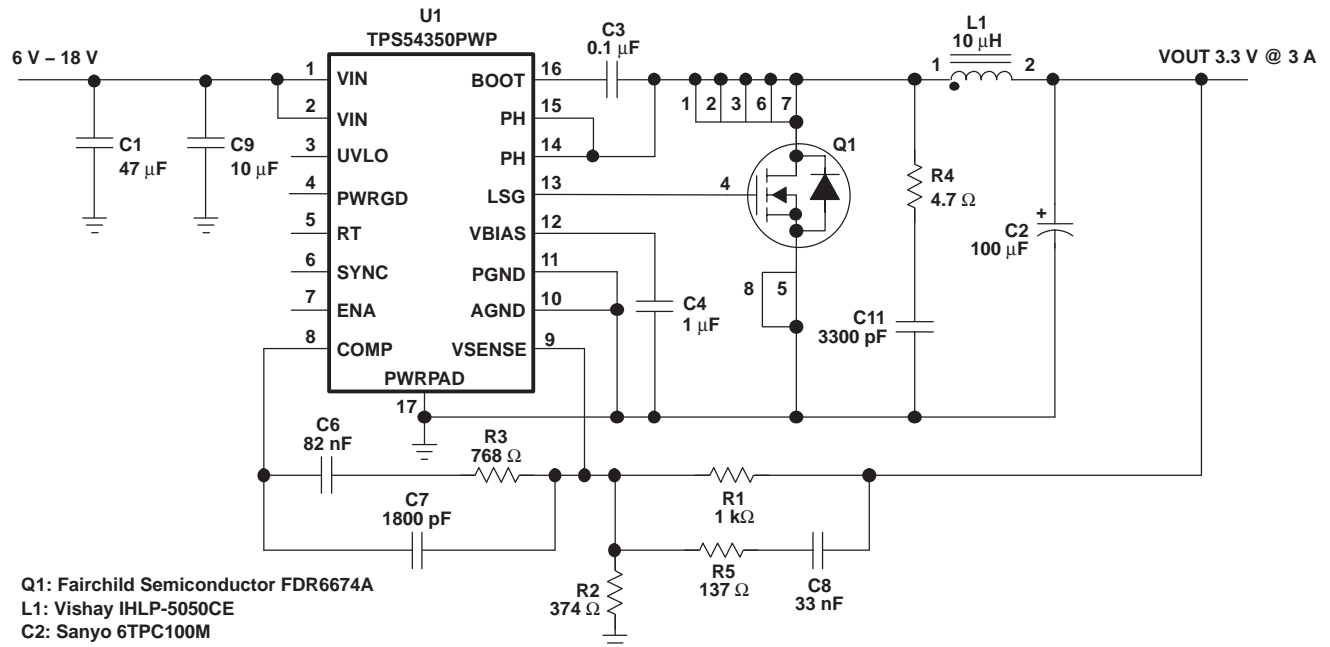 U1
TPS54350PWP
6 V – 18 V
C1
47 μF
C9
10 μF
1 VIN
2 VIN
3 UVLO
4 PWRGD
5 RT
6 SYNC
7 ENA
8 COMP
BOOT 16
PH 15
PH 14
LSG 13
VBIAS 12
PGND 11
AGND 10
VSENSE 9
PWRPAD
17
C3
0.1 μF
1 2 3 6 7
Q1
4
8 5
C4
1 μF
R4
4.7 Ω
C11
3300 pF
L1
10 μH
1 2
VOUT 3.3 V @ 3 A
+
C2
100 μF
C6
82 nF
R3
768 Ω
C7
1800 pF
R1
1 kΩ
R5
137 Ω
C8
33 nF
R2
374 Ω
Q1: Fairchild Semiconductor FDR6674A
L1: Vishay IHLP-5050CE
C2: Sanyo 6TPC100M